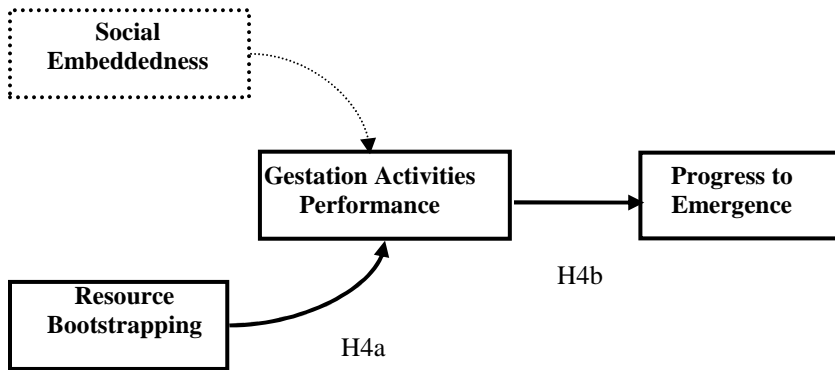 Social
Embeddedness
Gestation Activities
Performance
Progress to
Emergence
H4b
Resource
Bootstrapping
H4a